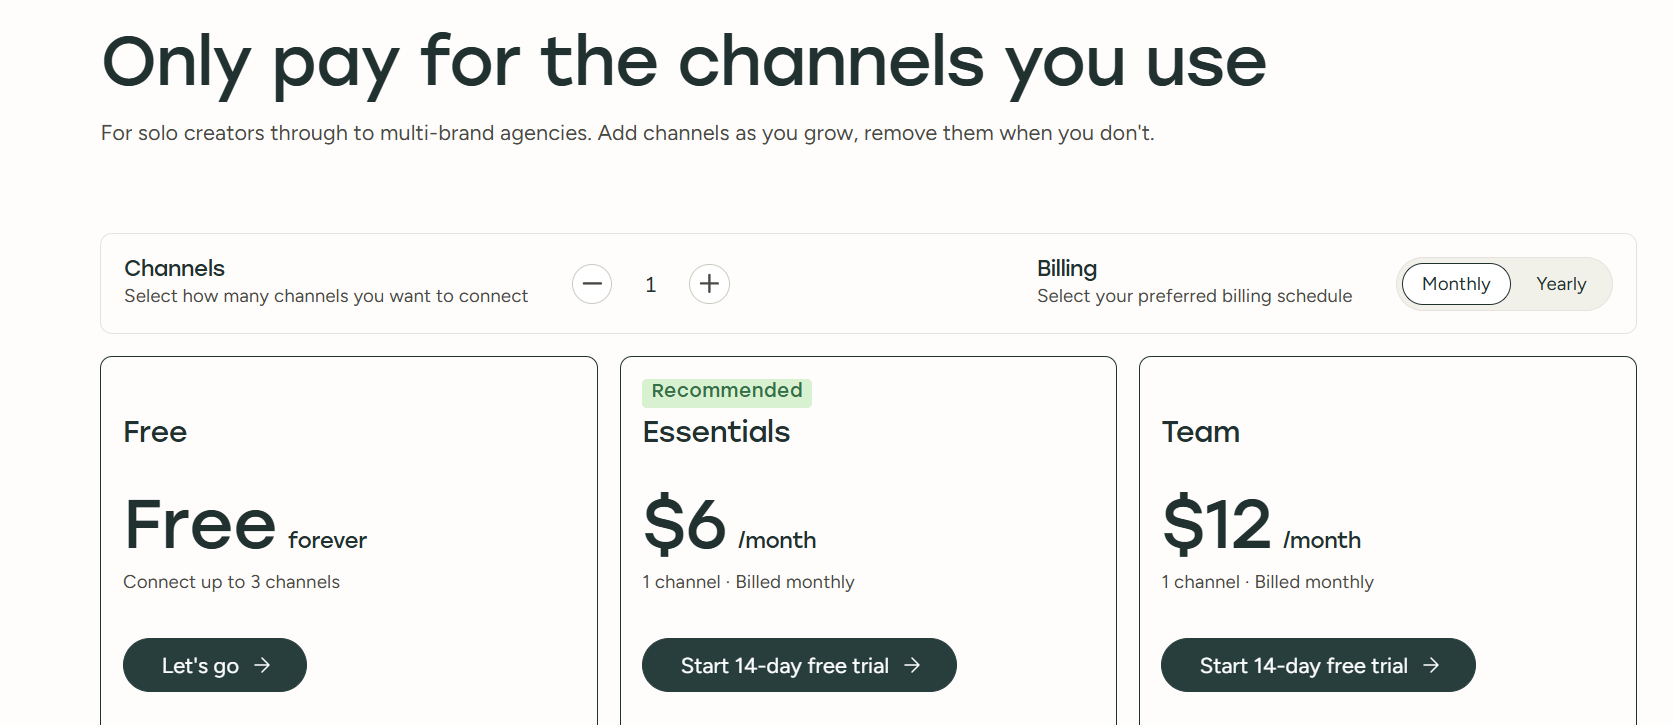 Only pay for the channels you use
For solo creators through to multi-brand agencies. Add channels as you grow, remove them when you don't.
Channels
Select how many channels you want to connect
1
Billing
Select your preferred billing schedule
Monthly
Yearly
Free
Free forever
Connect up to 3 channels
Let's go →
Recommended
Essentials
$6 /month
1 channel · Billed monthly
Start 14-day free trial →
Team
$12 /month
1 channel · Billed monthly
Start 14-day free trial →